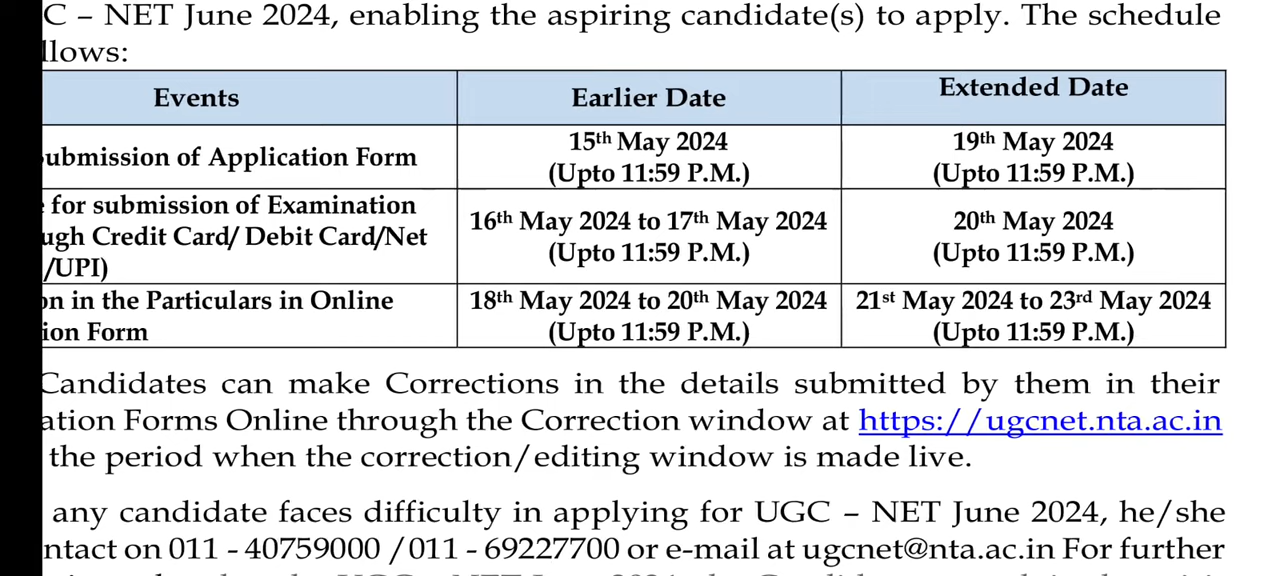 C – NET June 2024, enabling the aspiring candidate(s) to apply. The schedule
llows:
Events Earlier Date Extended Date
ubmission of Application Form 15th May 2024 (Upto 11:59 P.M.) 19th May 2024 (Upto 11:59 P.M.)
for submission of Examination
ugh Credit Card/ Debit Card/Net
/UPI) 16th May 2024 to 17th May 2024 (Upto 11:59 P.M.) 20th May 2024 (Upto 11:59 P.M.)
on in the Particulars in Online
ion Form 18th May 2024 to 20th May 2024 (Upto 11:59 P.M.) 21st May 2024 to 23rd May 2024 (Upto 11:59 P.M.)
Candidates can make Corrections in the details submitted by them in their
ation Forms Online through the Correction window at https://ugcnet.nta.ac.in
the period when the correction/editing window is made live.
any candidate faces difficulty in applying for UGC – NET June 2024, he/she
ntact on 011 - 40759000 /011 - 69227700 or e-mail at ugcnet@nta.ac.in For further